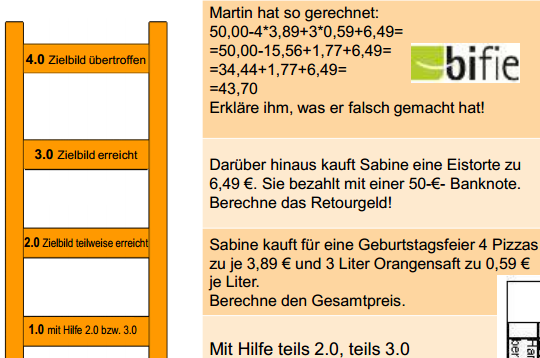 4.0 Zielbild übertroffen
Martin hat so gerechnet:
50,00-4*3,89+3*0,59+6,49=
=50,00-15,56+1,77+6,49=
=34,44+1,77+6,49=
=43,70
Erkläre ihm, was er falsch gemacht hat!
bifie
3.0 Zielbild erreicht
Darüber hinaus kauft Sabine eine Eistorte zu
6,49 €. Sie bezahlt mit einer 50-€- Banknote.
Berechne das Retourgeld!
2.0 Zielbild teilweise erreicht
Sabine kauft für eine Geburtstagsfeier 4 Pizzas
zu je 3,89 € und 3 Liter Orangensaft zu 0,59 €
je Liter.
Berechne den Gesamtpreis.
1.0 mit Hilfe 2.0 bzw. 3.0
Mit Hilfe teils 2.0, teils 3.0